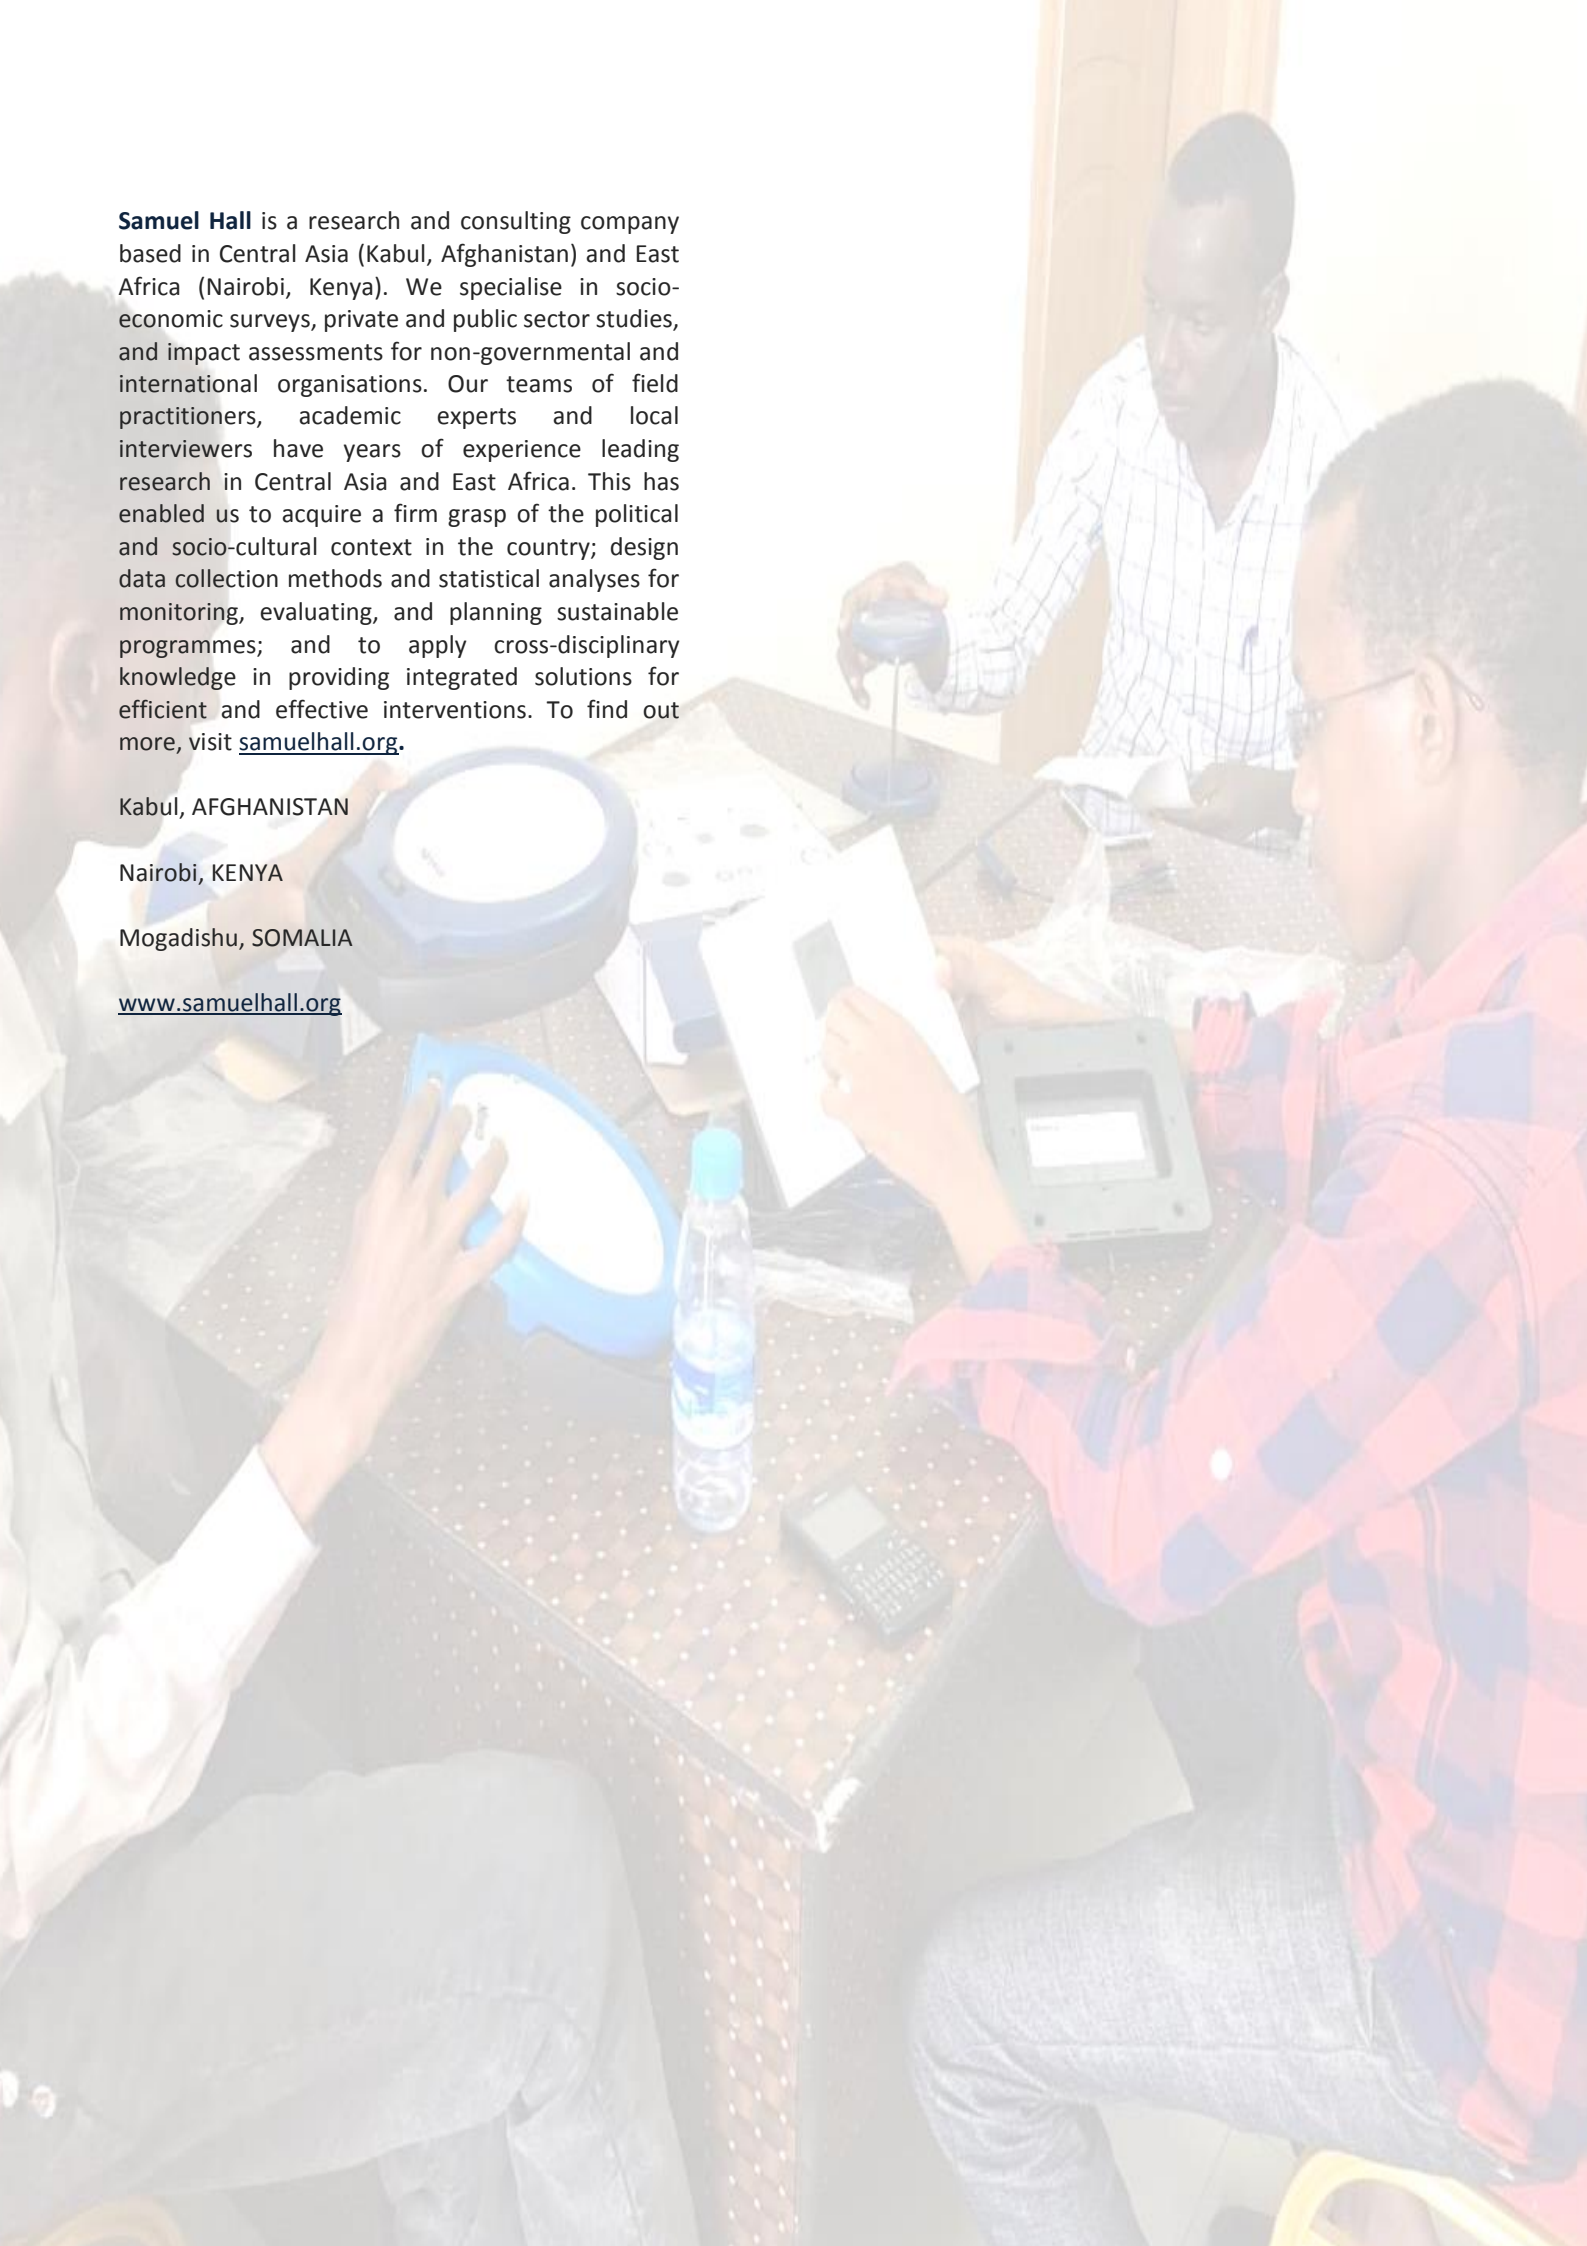 Samuel Hall is a research and consulting company
based in Central Asia (Kabul, Afghanistan) and East
Africa (Nairobi, Kenya). We specialise in socio-
economic surveys, private and public sector studies,
and impact assessments for non-governmental and
international organisations. Our teams of field
practitioners, academic experts and local
interviewers have years of experience leading
research in Central Asia and East Africa. This has
enabled us to acquire a firm grasp of the political
and socio-cultural context in the country; design
data collection methods and statistical analyses for
monitoring, evaluating, and planning sustainable
programmes; and to apply cross-disciplinary
knowledge in providing integrated solutions for
efficient and effective interventions. To find out
more, visit samuelhall.org.
Kabul, AFGHANISTAN
Nairobi, KENYA
Mogadishu, SOMALIA
www.samuelhall.org